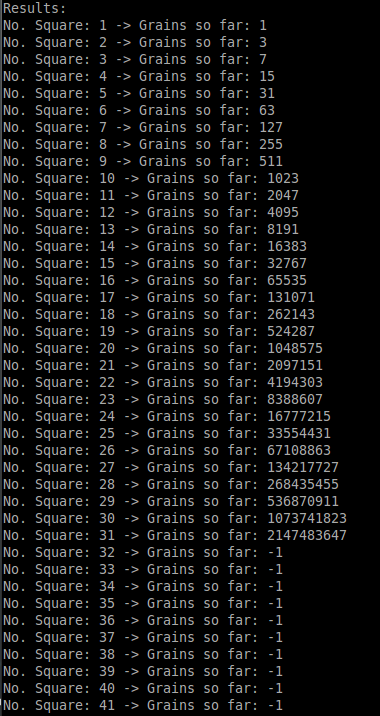 Results:
No. Square: 1 -> Grains so far: 1
No. Square: 2 -> Grains so far: 3
No. Square: 3 -> Grains so far: 7
No. Square: 4 -> Grains so far: 15
No. Square: 5 -> Grains so far: 31
No. Square: 6 -> Grains so far: 63
No. Square: 7 -> Grains so far: 127
No. Square: 8 -> Grains so far: 255
No. Square: 9 -> Grains so far: 511
No. Square: 10 -> Grains so far: 1023
No. Square: 11 -> Grains so far: 2047
No. Square: 12 -> Grains so far: 4095
No. Square: 13 -> Grains so far: 8191
No. Square: 14 -> Grains so far: 16383
No. Square: 15 -> Grains so far: 32767
No. Square: 16 -> Grains so far: 65535
No. Square: 17 -> Grains so far: 131071
No. Square: 18 -> Grains so far: 262143
No. Square: 19 -> Grains so far: 524287
No. Square: 20 -> Grains so far: 1048575
No. Square: 21 -> Grains so far: 2097151
No. Square: 22 -> Grains so far: 4194303
No. Square: 23 -> Grains so far: 8388607
No. Square: 24 -> Grains so far: 16777215
No. Square: 25 -> Grains so far: 33554431
No. Square: 26 -> Grains so far: 67108863
No. Square: 27 -> Grains so far: 134217727
No. Square: 28 -> Grains so far: 268435455
No. Square: 29 -> Grains so far: 536870911
No. Square: 30 -> Grains so far: 1073741823
No. Square: 31 -> Grains so far: 2147483647
No. Square: 32 -> Grains so far: -1
No. Square: 33 -> Grains so far: -1
No. Square: 34 -> Grains so far: -1
No. Square: 35 -> Grains so far: -1
No. Square: 36 -> Grains so far: -1
No. Square: 37 -> Grains so far: -1
No. Square: 38 -> Grains so far: -1
No. Square: 39 -> Grains so far: -1
No. Square: 40 -> Grains so far: -1
No. Square: 41 -> Grains so far: -1